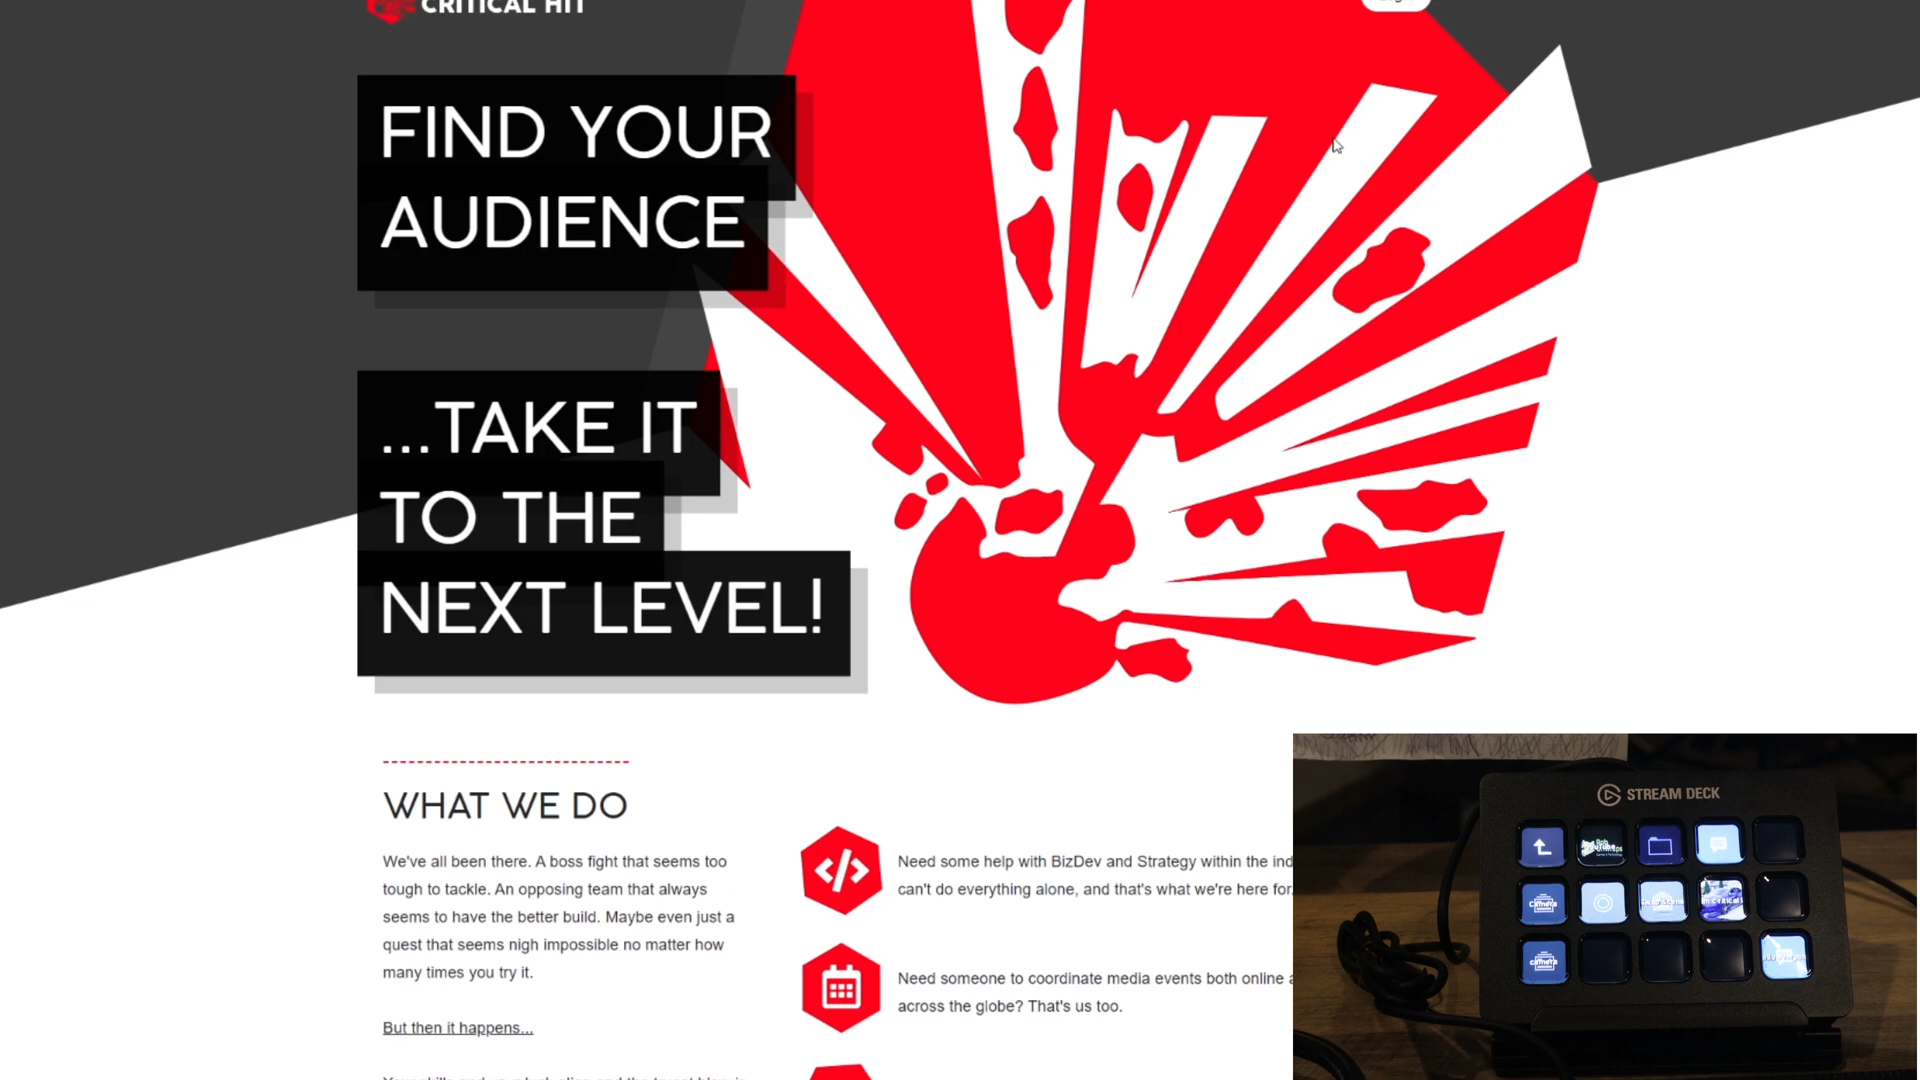 CRITICAL HIT
FIND YOUR
AUDIENCE
...TAKE IT
TO THE
NEXT LEVEL!
WHAT WE DO
We've all been there. A boss fight that seems too
tough to tackle. An opposing team that always
seems to have the better build. Maybe even just a
quest that seems nigh impossible no matter how
many times you try it.
But then it happens...
Need some help with BizDev and Strategy within the ind
can't do everything alone, and that's what we're here for.
Need someone to coordinate media events both online a
across the globe? That's us too.
STREAM DECK
Camera
Camera